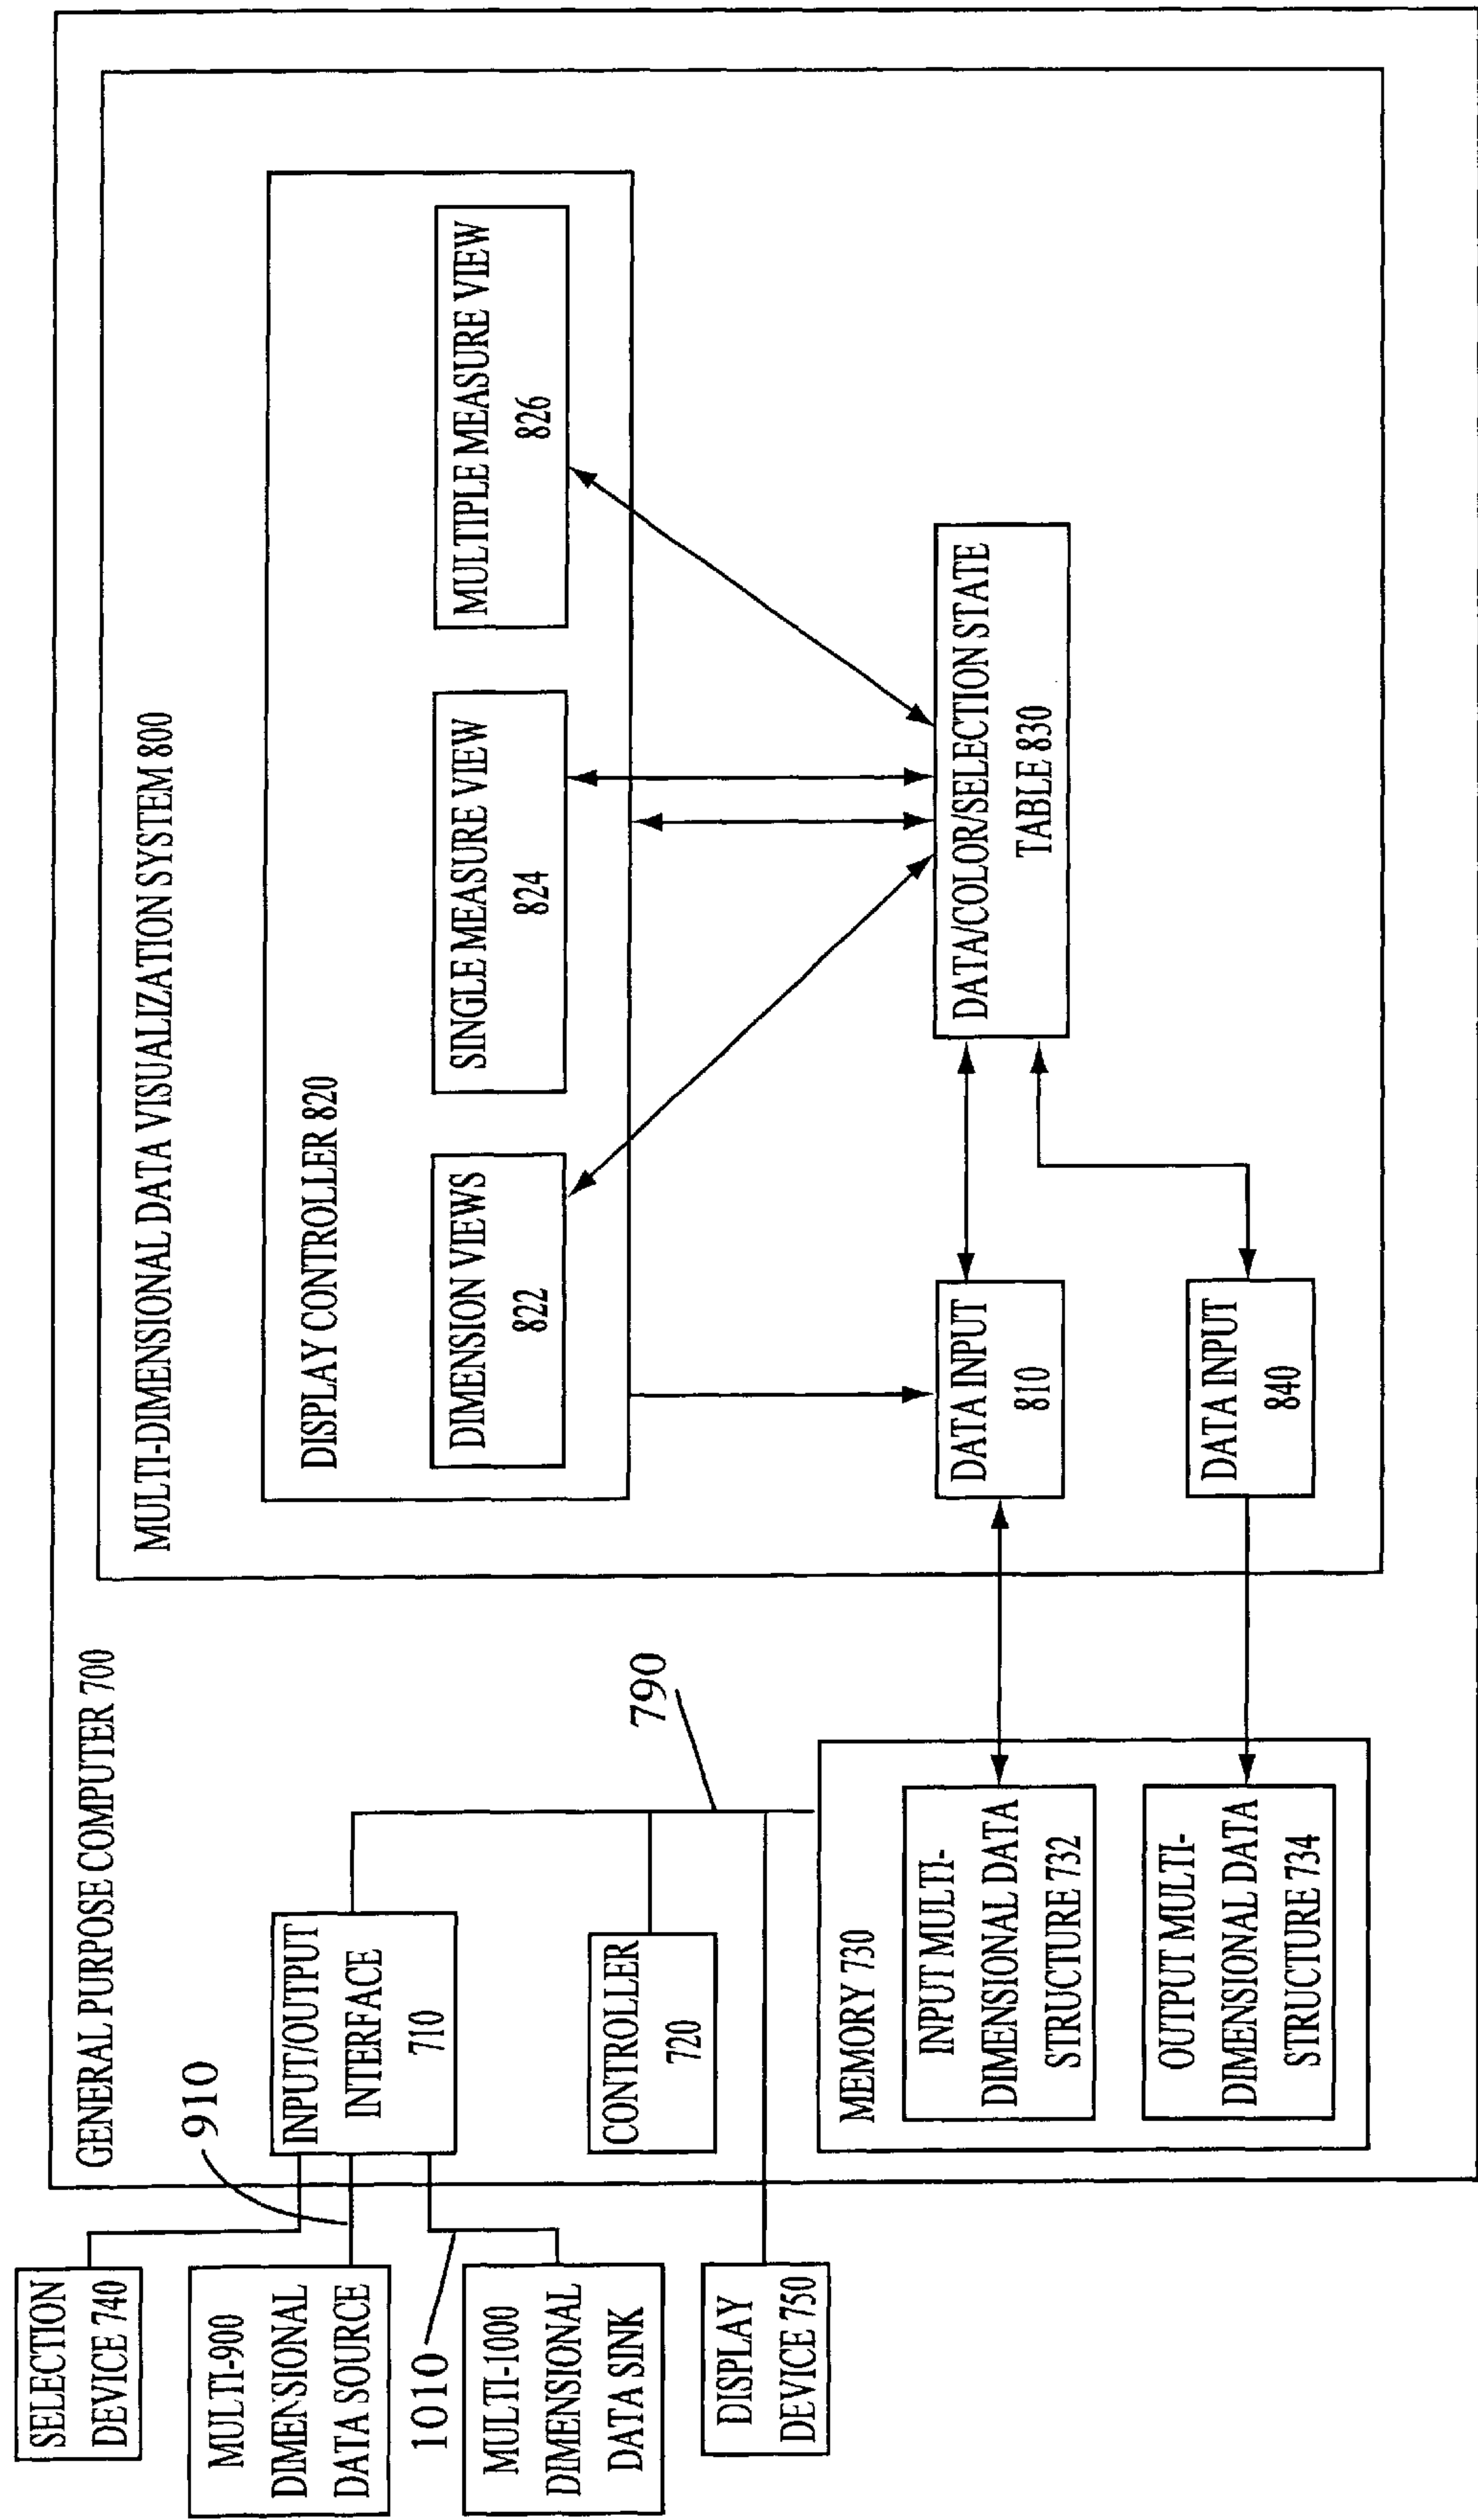 SELECTION
DEVICE 740
MULTI-900
DIMENSIONAL
DATA SOURCE
910
1010
MULTI-1000
DIMENSIONAL
DATA SINK
DISPLAY
DEVICE 750
GENERAL PURPOSE COMPUTER 700
INPUT/OUTPUT
INTERFACE
710
CONTROLLER
720
790
MEMORY 730
INPUT MULTI-
DIMENSIONAL DATA
STRUCTURE 732
OUTPUT MULTI-
DIMENSIONAL DATA
STRUCTURE 734
MULTI-DIMENSIONAL DATA VISUALIZATION SYSTEM 800
DISPLAY CONTROLLER 820
DIMENSION VIEWS
822
SINGLE MEASURE VIEW
824
MULTIPLE MEASURE VIEW
826
DATA INPUT
810
DATA/COLOR/SELECTION STATE
TABLE 830
DATA INPUT
840